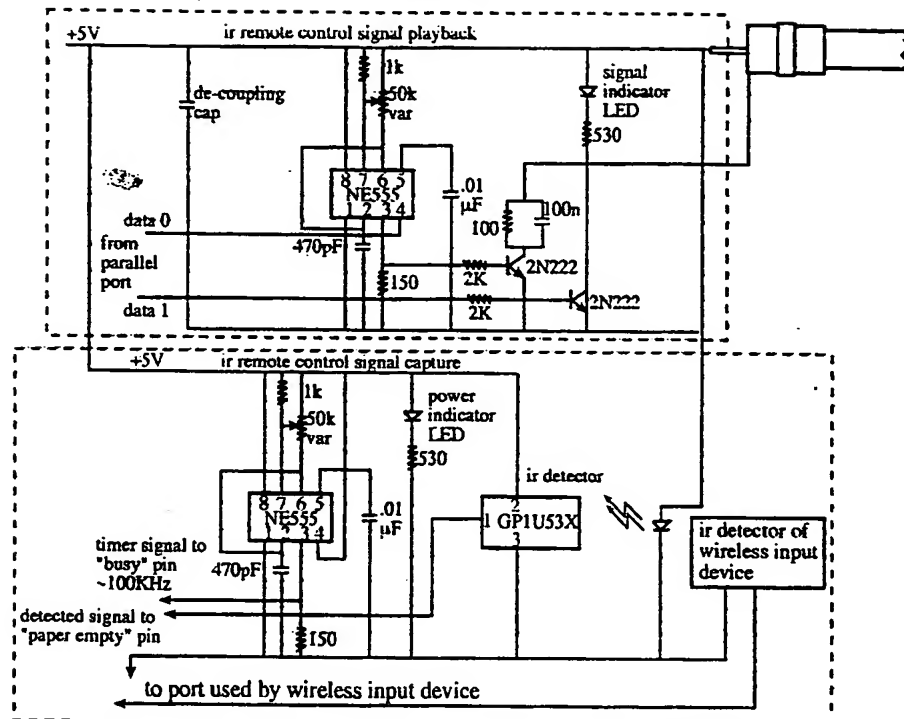 ir remote control signal playback
+5V
1k
50k
var
de-coupling
cap
signal
indicator
LED
530
8 7 6 5
NE555
1 2 3 4
.01
μF
100
100n
data 0
from
parallel
port
470pF
150
2K
2N222
data 1
2K
2N222
+5V
ir remote control signal capture
1k
50k
var
power
indicator
LED
530
ir detector
8 7 6 5
NE555
1 2 3 4
.01
μF
2
1 GP1U53X
3
ir detector of
wireless input
device
timer signal to
"busy" pin
~100KHz
470pF
detected signal to
"paper empty" pin
150
to port used by wireless input device